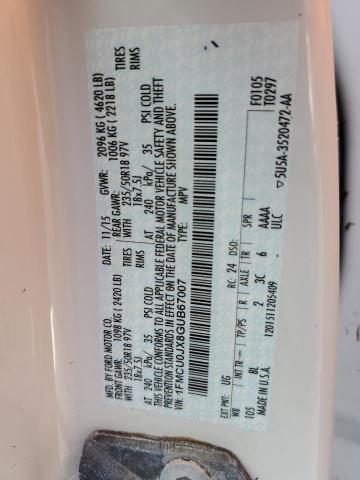 MFD. BY FORD MOTOR CO.
DATE: 11/15 GVWR: 2096 KG ( 4620 LB)
FRONT GAWR: 1098 KG (2420 LB) REAR GAWR: 1006 KG ( 2218 LB)
WITH 235/50R18 97V TIRES WITH 235/50R18 97V TIRES
18x7.5J RIMS 18x7.5J RIMS
AT 240 kPa/ 35 PSI COLD AT 240 kPa/ 35 PSI COLD
THIS VEHICLE CONFORMS TO ALL APPLICABLE FEDERAL MOTOR VEHICLE SAFETY AND THEFT
PREVENTION STANDARDS IN EFFECT ON THE DATE OF MANUFACTURE SHOWN ABOVE.
VIN: 1FMCU0JX8GUB67007
TYPE: MPV
F0105
T0297
EXT PNT: UG RC: 24 DSO:
WB INT TR TP/PS R AXLE TR SPR
105 BL 2 3C 6 AAAA
ULC
MADE IN U.S.A.
1201511205409
▽5U5A-3520472-AA